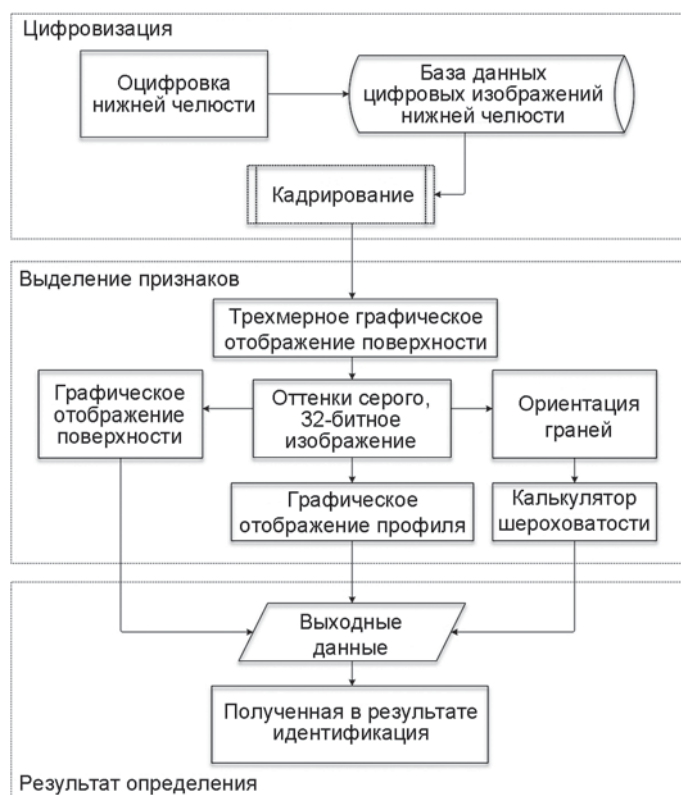 Цифровизация
Оцифровка
нижней челюсти
База данных
цифровых изображений
нижней челюсти
Кадрирование
Выделение признаков
Трехмерное графическое
отображение поверхности
Графическое
отображение
поверхности
Оттенки серого,
32-битное
изображение
Ориентация
граней
Графическое
отображение профиля
Калькулятор
шероховатости
Выходные
данные
Полученная в результате
идентификация
Результат определения